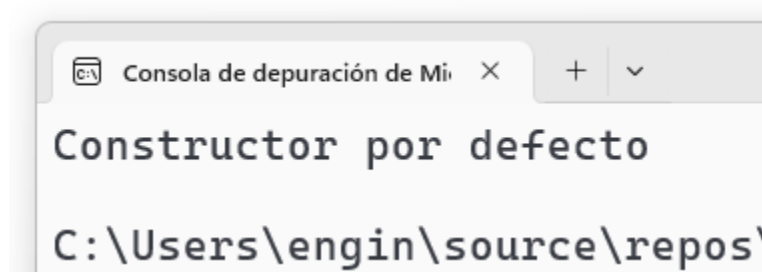 Consola de depuración de Mi
Constructor por defecto
C:\Users\engin\source\repos\